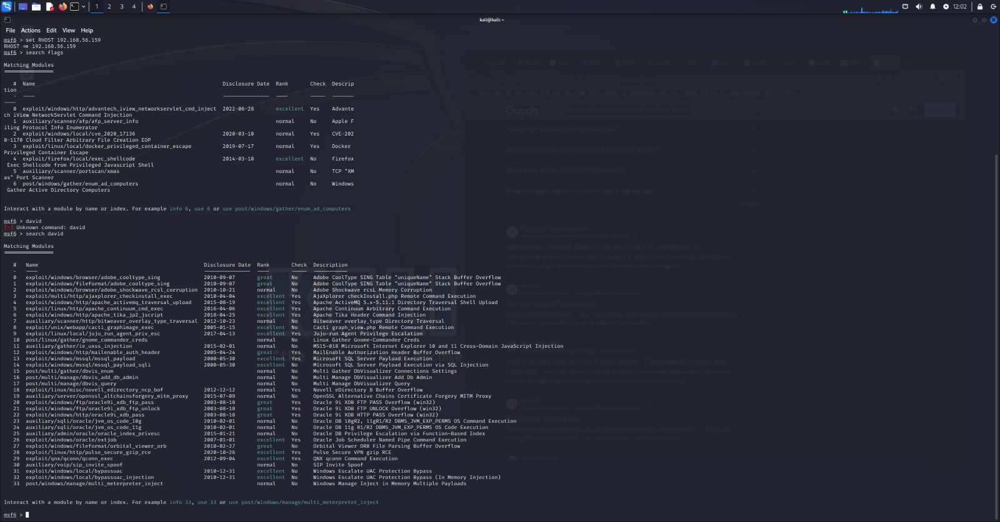 1 2 3 4 12:02
kali@kali: ~
File Actions Edit View Help
msf6 > set RHOST 192.168.56.159
RHOST => 192.168.56.159
msf6 > search flags
Matching Modules
# Name Disclosure Date Rank Check Descrip
tion
0 exploit/windows/http/advantech_iview_networkservlet_cmd_inject 2022-06-28 excellent Yes Advante
ch iView NetworkServlet Command Injection
1 auxiliary/scanner/afp/afp_server_info normal No Apple F
iling Protocol Info Enumerator
2 exploit/windows/local/cve_2020_17136 2020-03-10 normal Yes CVE-202
0-1170 Cloud Filter Arbitrary File Creation EOP
3 exploit/linux/local/docker_privileged_container_escape 2019-07-17 normal Yes Docker
Privileged Container Escape
4 exploit/firefox/local/exec_shellcode 2014-03-10 excellent No Firefox
Exec Shellcode from Privileged Javascript Shell
5 auxiliary/scanner/portscan/xmas normal No TCP "XM
as" Port Scanner
6 post/windows/gather/enum_ad_computers normal No Windows
Gather Active Directory Computers
Interact with a module by name or index. For example info 6, use 6 or use post/windows/gather/enum_ad_computers
msf6 > david
[-] Unknown command: david
msf6 > search david
Matching Modules
# Name Disclosure Date Rank Check Description
0 exploit/windows/browser/adobe_cooltype_sing 2010-09-07 great No Adobe CoolType SING Table "uniqueName" Stack Buffer Overflow
1 exploit/windows/fileformat/adobe_cooltype_sing 2010-09-07 great No Adobe CoolType SING Table "uniqueName" Stack Buffer Overflow
2 exploit/windows/browser/adobe_shockwave_rcsl_corruption 2010-10-21 normal No Adobe Shockwave rcsL Memory Corruption
3 exploit/multi/http/ajaxplorer_checkinstall_exec 2010-04-04 excellent Yes AjaXplorer checkInstall.php Remote Command Execution
4 exploit/windows/http/apache_activemq_traversal_upload 2015-08-19 excellent Yes Apache ActiveMQ 5.x-5.11.1 Directory Traversal Shell Upload
5 exploit/linux/http/apache_continuum_cmd_exec 2016-04-06 excellent Yes Apache Continuum Arbitrary Command Execution
6 exploit/windows/http/apache_tika_jp2_jscript 2018-04-25 excellent Yes Apache Tika Header Command Injection
7 auxiliary/scanner/http/bitweaver_overlay_type_traversal 2012-10-23 normal No Bitweaver overlay_type Directory Traversal
8 exploit/unix/webapp/cacti_graphimage_exec 2005-01-15 excellent No Cacti graph_view.php Remote Command Execution
9 exploit/linux/local/juju_run_agent_priv_esc 2017-04-13 excellent Yes Juju-run Agent Privilege Escalation
10 post/linux/gather/gnome_commander_creds normal No Linux Gather Gnome-Commander Creds
11 auxiliary/gather/ie_uxss_injection 2015-02-01 normal No MS15-018 Microsoft Internet Explorer 10 and 11 Cross-Domain JavaScript Injection
12 exploit/windows/http/mailenable_auth_header 2005-04-24 great Yes MailEnable Authorization Header Buffer Overflow
13 exploit/windows/mssql/mssql_payload 2000-05-30 excellent Yes Microsoft SQL Server Payload Execution
14 exploit/windows/mssql/mssql_payload_sqli 2000-05-30 excellent No Microsoft SQL Server Payload Execution via SQL Injection
15 post/multi/gather/dbvis_enum normal No Multi Gather DbVisualizer Connections Settings
16 post/multi/manage/dbvis_add_db_admin normal No Multi Manage DbVisualizer Add Db Admin
17 post/multi/manage/dbvis_query normal No Multi Manage DbVisualizer Query
18 exploit/linux/misc/novell_edirectory_ncp_bof 2012-12-12 normal Yes Novell eDirectory 8 Buffer Overflow
19 auxiliary/server/openssl_altchainsforgery_mitm_proxy 2015-07-09 normal No OpenSSL Alternative Chains Certificate Forgery MITM Proxy
20 exploit/windows/ftp/oracle9i_xdb_ftp_pass 2003-08-18 great Yes Oracle 9i XDB FTP PASS Overflow (win32)
21 exploit/windows/ftp/oracle9i_xdb_ftp_unlock 2003-08-18 great Yes Oracle 9i XDB FTP UNLOCK Overflow (win32)
22 exploit/windows/http/oracle9i_xdb_pass 2003-08-18 great Yes Oracle 9i XDB HTTP PASS Overflow (win32)
23 auxiliary/sqli/oracle/jvm_os_code_10g 2010-02-01 normal No Oracle DB 10gR2, 11gR1/R2 DBMS_JVM_EXP_PERMS OS Command Execution
24 auxiliary/sqli/oracle/jvm_os_code_11g 2010-02-01 normal No Oracle DB 11g R1/R2 DBMS_JVM_EXP_PERMS OS Code Execution
25 auxiliary/admin/oracle/oracle_index_privesc 2015-01-21 normal No Oracle DB Privilege Escalation via Function-Based Index
26 exploit/windows/oracle/extjob 2007-01-01 excellent Yes Oracle Job Scheduler Named Pipe Command Execution
27 exploit/windows/fileformat/orbital_viewer_orb 2010-02-27 great No Orbital Viewer ORB File Parsing Buffer Overflow
28 exploit/linux/http/pulse_secure_gzip_rce 2020-10-26 excellent Yes Pulse Secure VPN gzip RCE
29 exploit/qnx/qconn/qconn_exec 2012-09-04 excellent Yes QNX qconn Command Execution
30 auxiliary/voip/sip_invite_spoof normal No SIP Invite Spoof
31 exploit/windows/local/bypassuac 2010-12-31 excellent No Windows Escalate UAC Protection Bypass
32 exploit/windows/local/bypassuac_injection 2010-12-31 excellent No Windows Escalate UAC Protection Bypass (In Memory Injection)
33 post/windows/manage/multi_meterpreter_inject normal No Windows Manage Inject in Memory Multiple Payloads
Interact with a module by name or index. For example info 33, use 33 or use post/windows/manage/multi_meterpreter_inject
msf6 >
Google